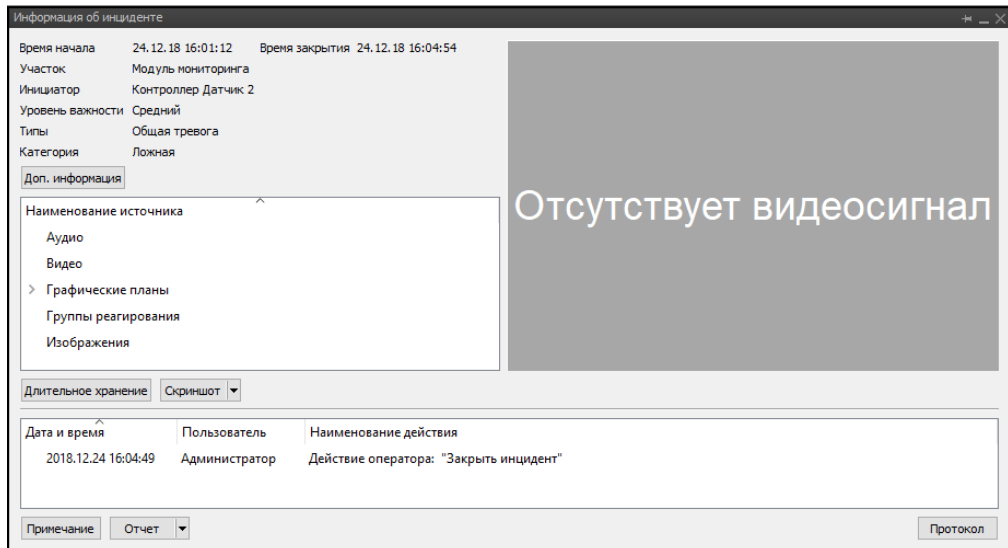 Информация об инциденте
Время начала 24.12.18 16:01:12 Время закрытия 24.12.18 16:04:54
Участок Модуль мониторинга
Инициатор Контроллер Датчик 2
Уровень важности Средний
Типы Общая тревога
Категория Ложная
Доп. информация
Наименование источника
Аудио
Видео
Графические планы
Группы реагирования
Изображения
Отсутствует видеосигнал
Длительное хранение Скриншот
Дата и время Пользователь Наименование действия
2018.12.24 16:04:49 Администратор Действие оператора: "Закрыть инцидент"
Примечание Отчет Протокол